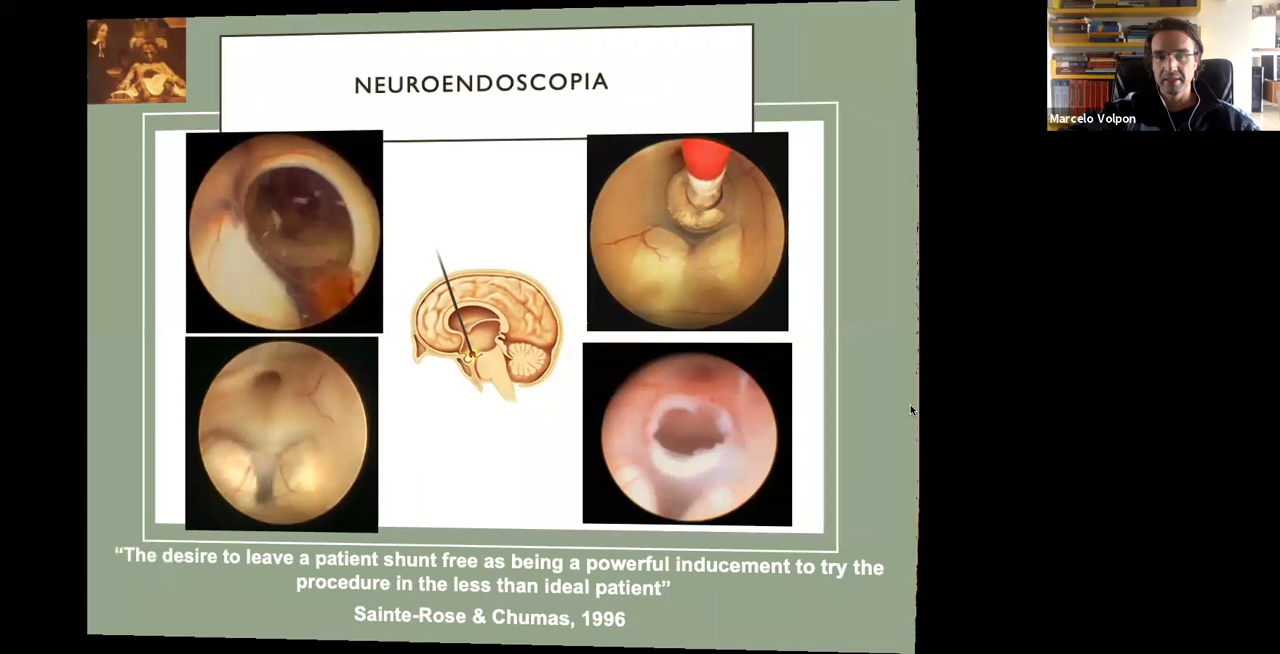 NEUROENDOSCOPIA
Marcelo Volpon
“The desire to leave a patient shunt free as being a powerful inducement to try the
procedure in the less than ideal patient”
Sainte-Rose & Chumas, 1996